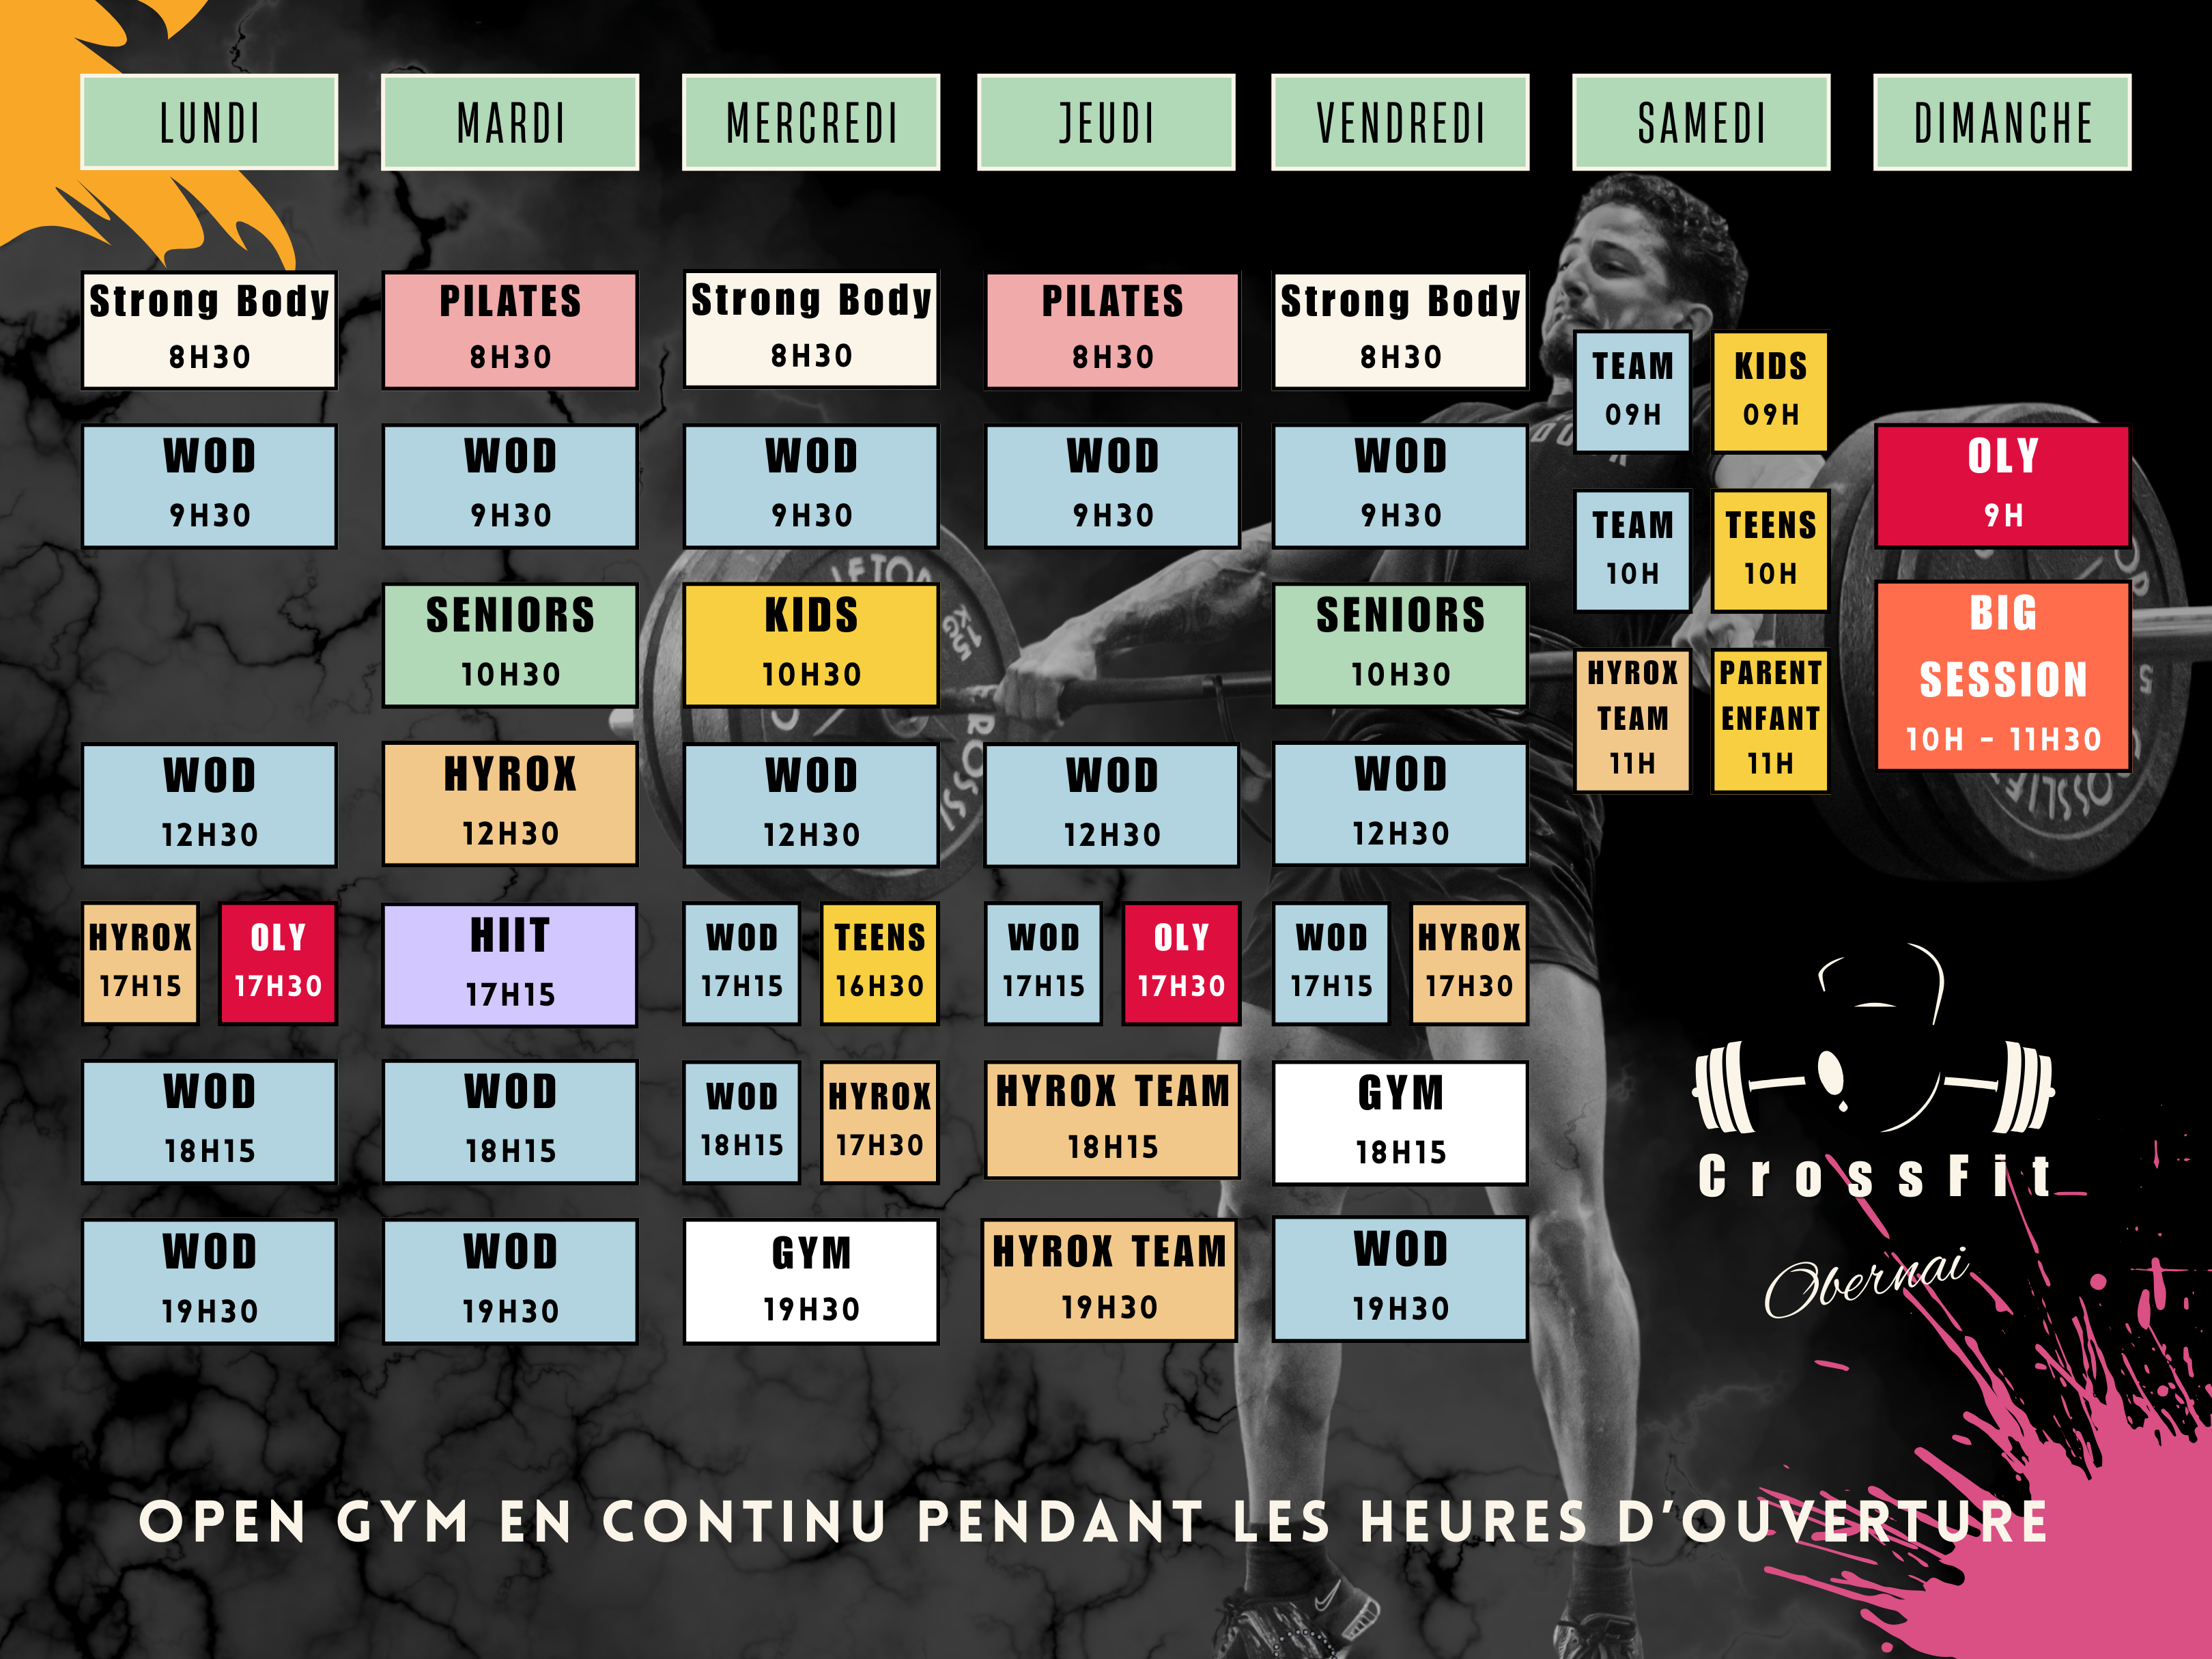 LUNDI MARDI MERCREDI JEUDI VENDREDI SAMEDI DIMANCHE
Strong Body PILATES Strong Body PILATES Strong Body
8H30 8H30 8H30 8H30 8H30
TEAM KIDS
09H 09H
WOD WOD WOD WOD WOD OLY
9H30 9H30 9H30 9H30 9H30 9H
TEAM TEENS
10H 10H
SENIORS KIDS SENIORS BIG
SESSION
10H30 10H30 10H30 10H - 11H30
HYROX PARENT
TEAM ENFANT
11H 11H
WOD HYROX WOD WOD WOD
12H30 12H30 12H30 12H30 12H30
HYROX OLY HIIT WOD TEENS WOD OLY WOD HYROX
17H15 17H30 17H15 17H15 16H30 17H15 17H30 17H15 17H30
WOD WOD WOD HYROX HYROX TEAM GYM
18H15 18H15 18H15 17H30 18H15 18H15
WOD WOD GYM HYROX TEAM WOD
19H30 19H30 19H30 19H30 19H30
CrossFit
Obernai
OPEN GYM EN CONTINU PENDANT LES HEURES D'OUVERTURE